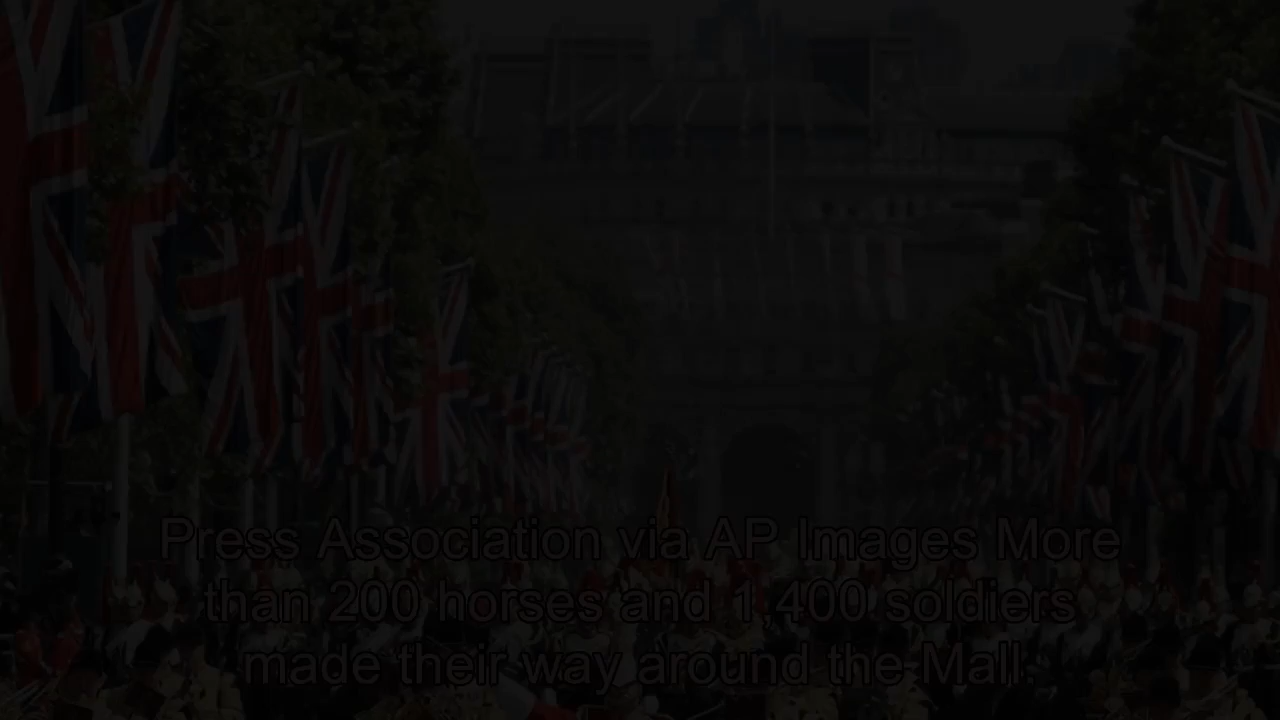 Press Association via AP Images More
than 200 horses and 1,400 soldiers
made their way around the Mall.